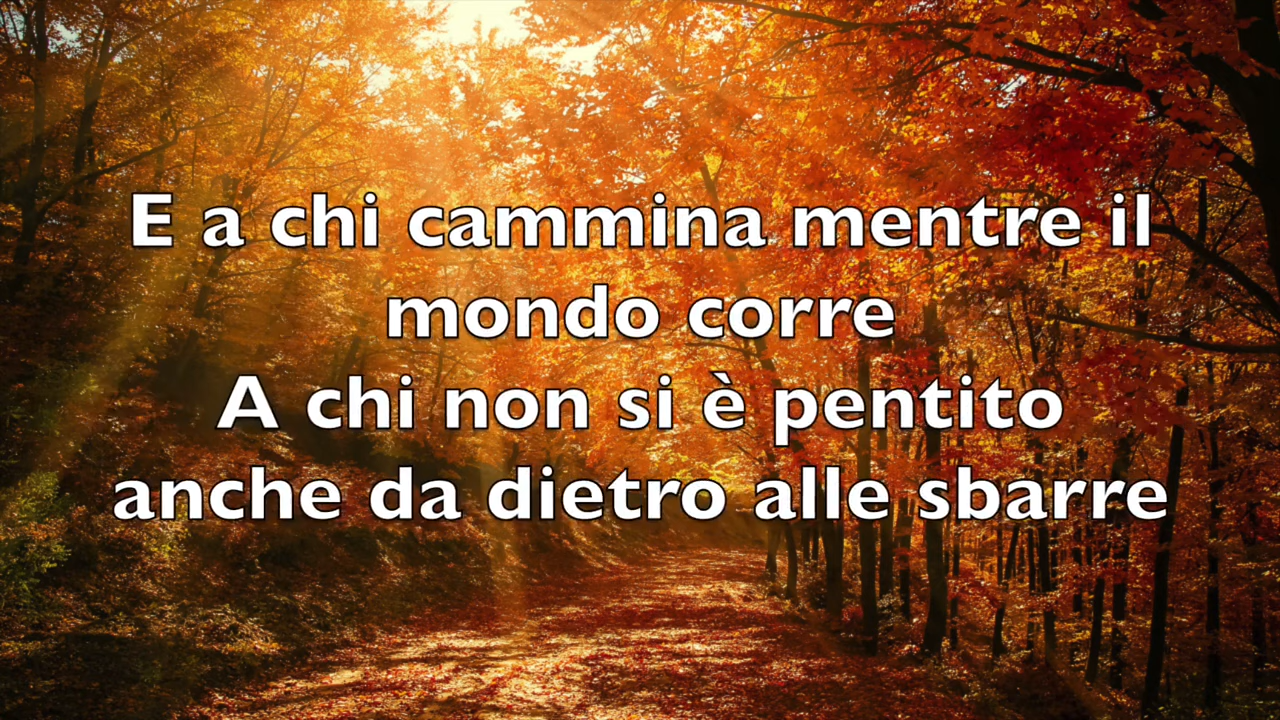 E a chi cammina mentre il
mondo corre
A chi non si è pentito
anche da dietro alle sbarre